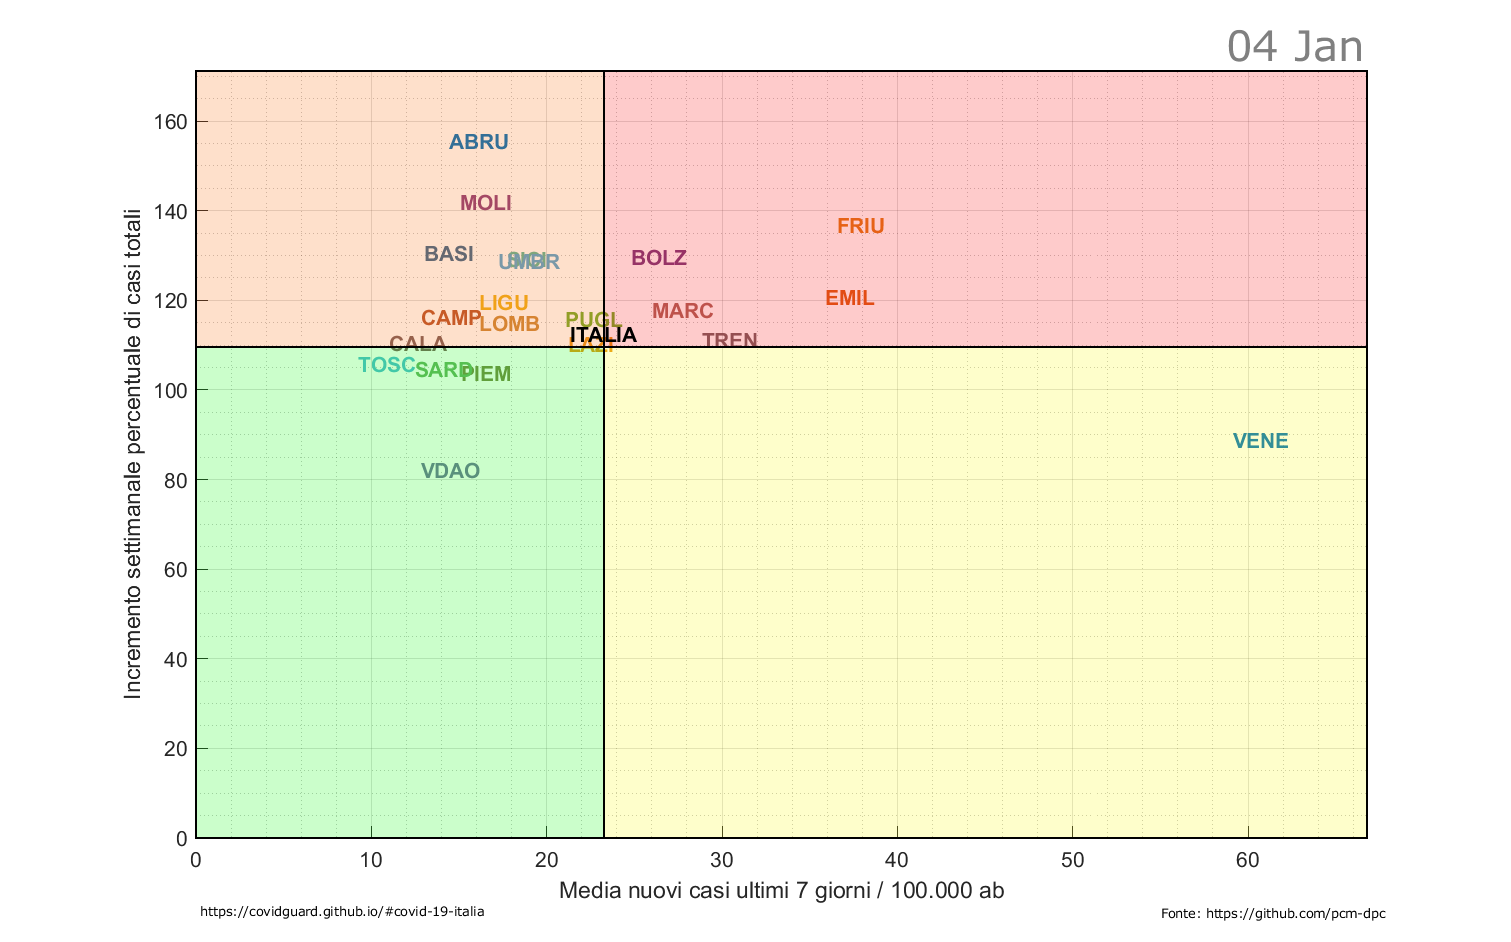 04 Jan
Incremento settimanale percentuale di casi totali
160
140
120
100
80
60
40
20
0
ABRU
MOLI
FRIU
BASI
BOLZ
UMBR
SICI
EMIL
LIGU
MARC
CAMP
PUGL
LOMB
ITALIA
CALA
LAZI
TREN
TOSC
SARD
PIEM
VENE
VDAO
0 10 20 30 40 50 60
Media nuovi casi ultimi 7 giorni / 100.000 ab
https://covidguard.github.io/#covid-19-italia
Fonte: https://github.com/pcm-dpc